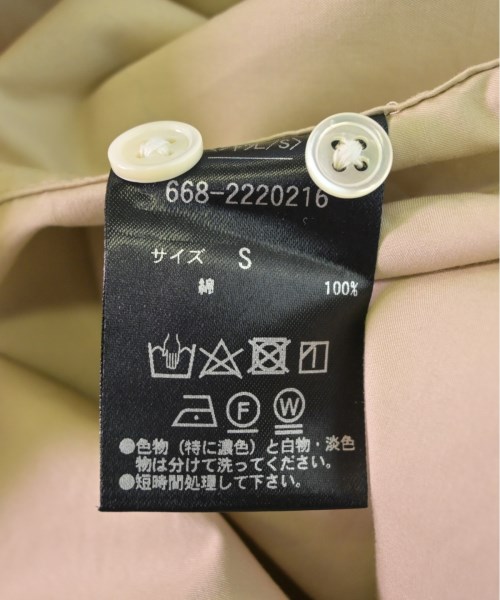 L/S>
668-2220216
サイズ S
綿 100%
F W
●色物（特に濃色）と白物・淡色
物は分けて洗ってください。
●短時間処理して下さい。